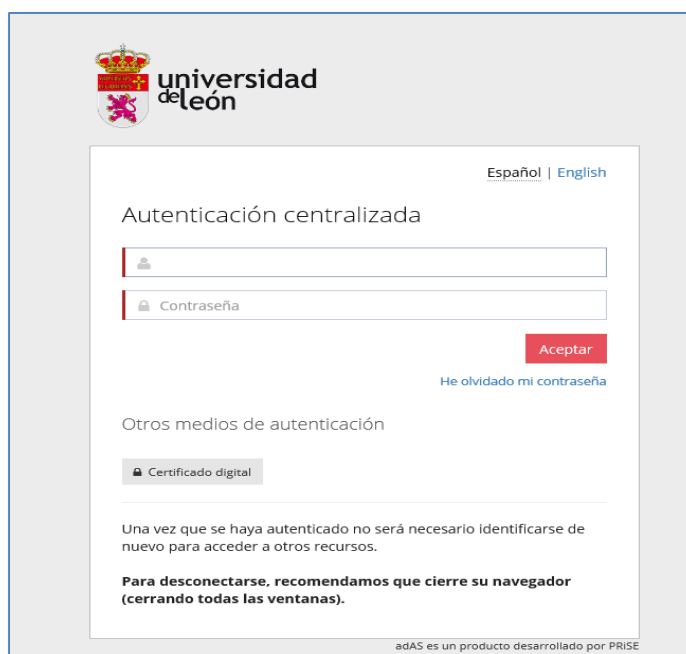 universidad
de león
Español | English
Autenticación centralizada
Contraseña
Aceptar
He olvidado mi contraseña
Otros medios de autenticación
Certificado digital
Una vez que se haya autenticado no será necesario identificarse de
nuevo para acceder a otros recursos.
Para desconectarse, recomendamos que cierre su navegador
(cerrando todas las ventanas).
adAS es un producto desarrollado por PRiSE